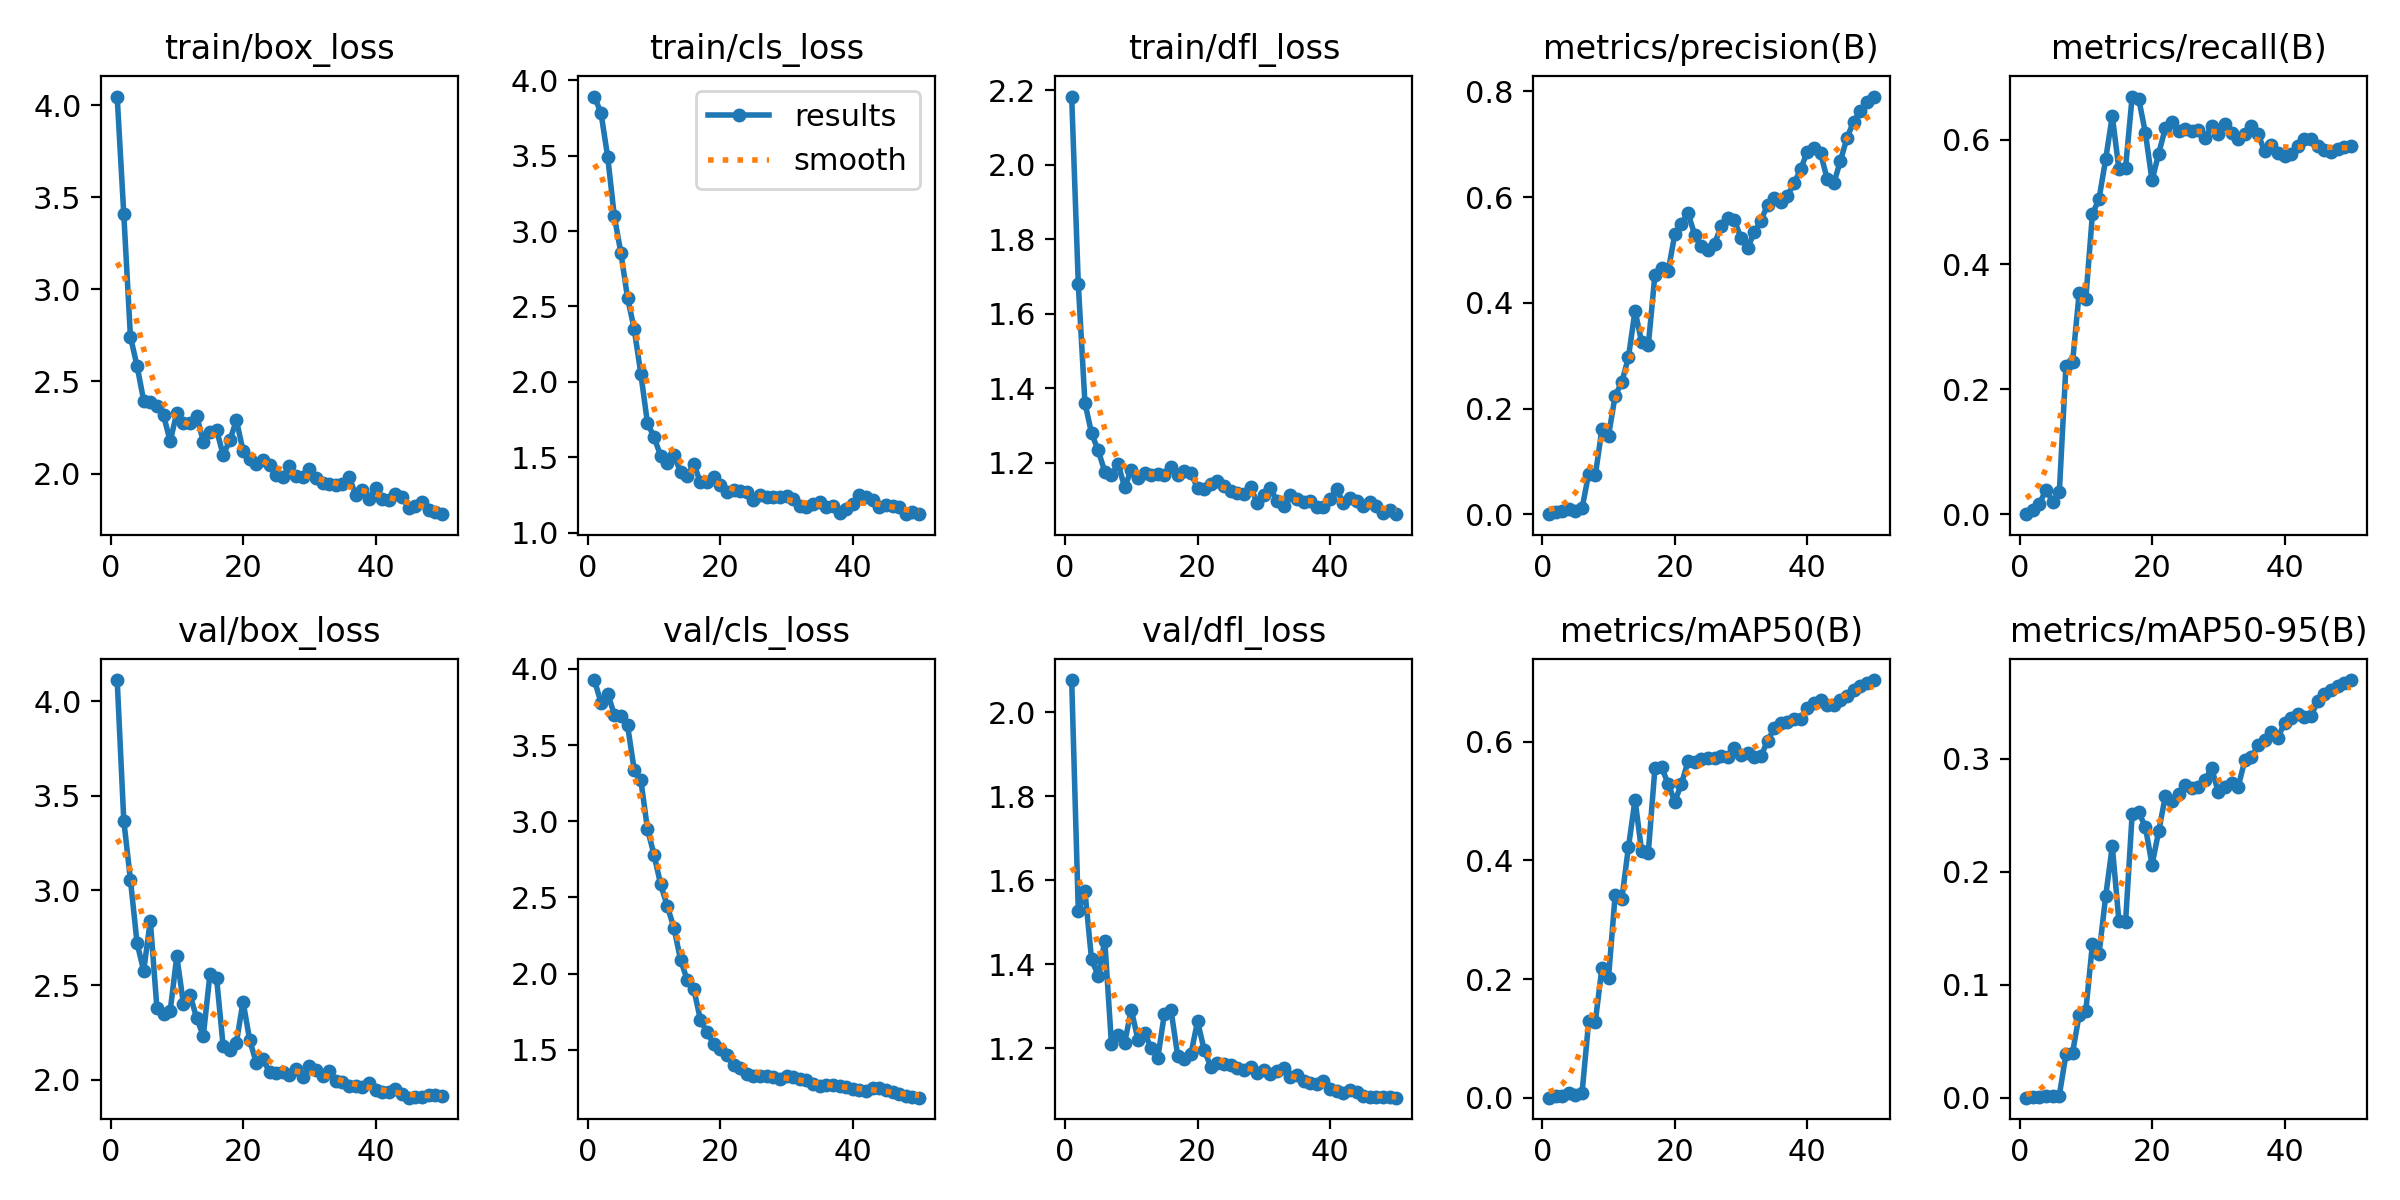 train/box_loss
4.0
3.5
3.0
2.5
2.0
0 20 40
train/cls_loss
results
smooth
4.0
3.5
3.0
2.5
2.0
1.5
1.0
0 20 40
train/dfl_loss
2.2
2.0
1.8
1.6
1.4
1.2
0 20 40
metrics/precision(B)
0.8
0.6
0.4
0.2
0.0
0 20 40
metrics/recall(B)
0.6
0.4
0.2
0.0
0 20 40
val/box_loss
4.0
3.5
3.0
2.5
2.0
0 20 40
val/cls_loss
4.0
3.5
3.0
2.5
2.0
1.5
0 20 40
val/dfl_loss
2.0
1.8
1.6
1.4
1.2
0 20 40
metrics/mAP50(B)
0.6
0.4
0.2
0.0
0 20 40
metrics/mAP50-95(B)
0.3
0.2
0.1
0.0
0 20 40